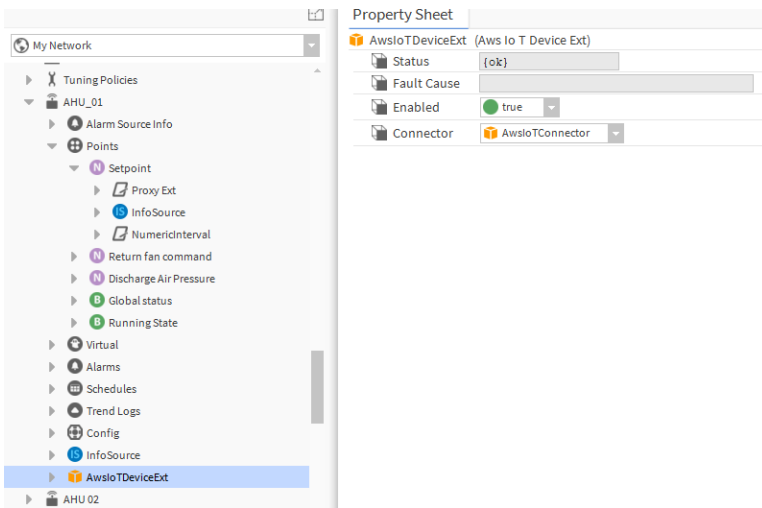 My Network
Tuning Policies
AHU_01
Alarm Source Info
Points
N Setpoint
Proxy Ext
IS InfoSource
NumericInterval
N Return fan command
N Discharge Air Pressure
B Global status
B Running State
Virtual
Alarms
Schedules
Trend Logs
Config
IS InfoSource
AwsIoTDeviceExt
AHU 02
Property Sheet
AwsIoTDeviceExt (Aws Io T Device Ext)
Status {ok}
Fault Cause
Enabled true
Connector AwsIoTConnector